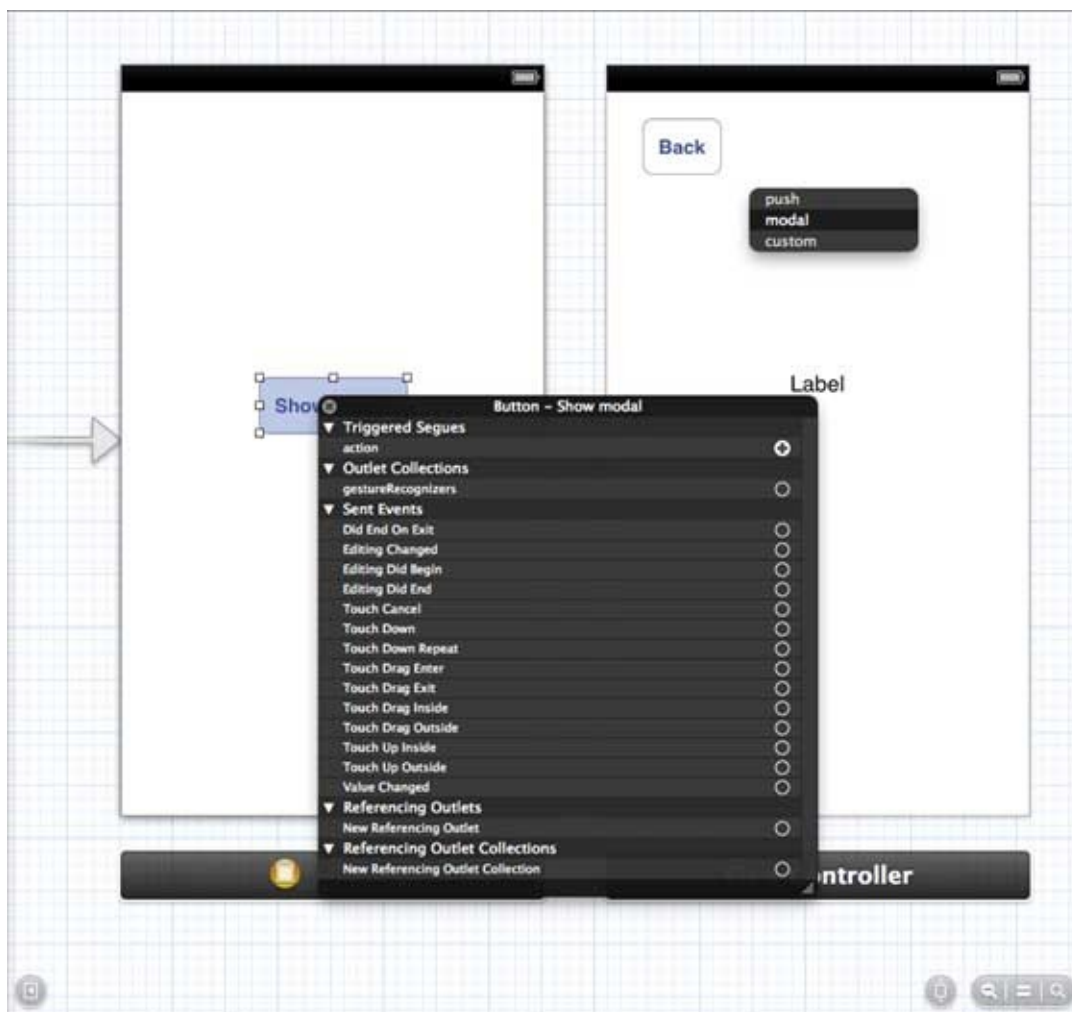 Back
push
modal
custom
Label
Show
Button – Show modal
Triggered Segues
action
Outlet Collections
gestureRecognizers
Sent Events
Did End On Exit
Editing Changed
Editing Did Begin
Editing Did End
Touch Cancel
Touch Down
Touch Down Repeat
Touch Drag Enter
Touch Drag Exit
Touch Drag Inside
Touch Drag Outside
Touch Up Inside
Touch Up Outside
Value Changed
Referencing Outlets
New Referencing Outlet
Referencing Outlet Collections
New Referencing Outlet Collection
ontroller